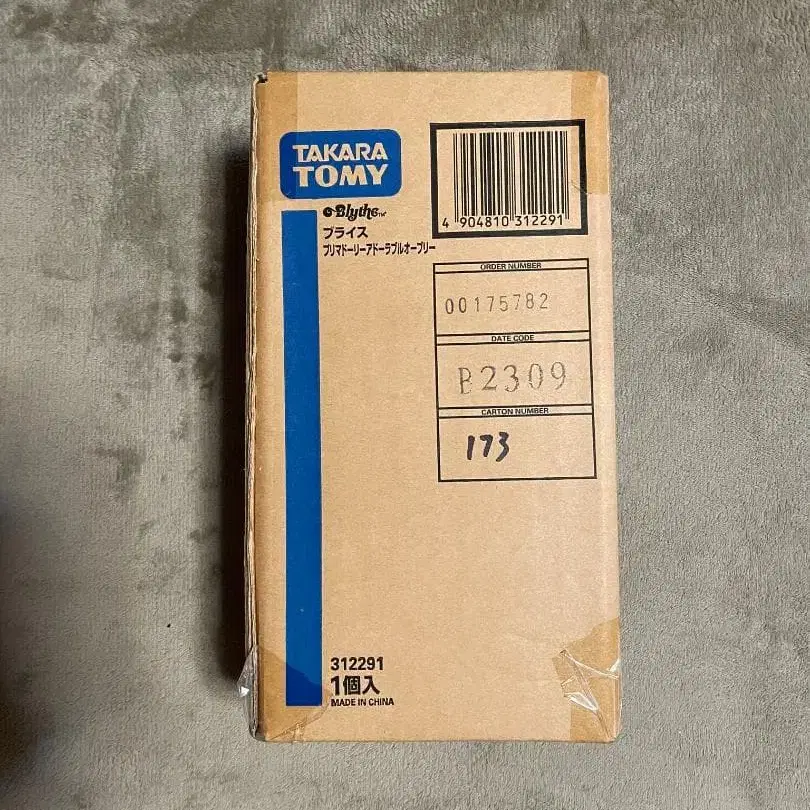 TAKARA
TOMY
Blythe™
ブライス
プリマドーリーアドーラブルオーブリー
4 904810 312291
ORDER NUMBER
00175782
DATE CODE
B2309
CARTON NUMBER
173
312291
1個入
MADE IN CHINA